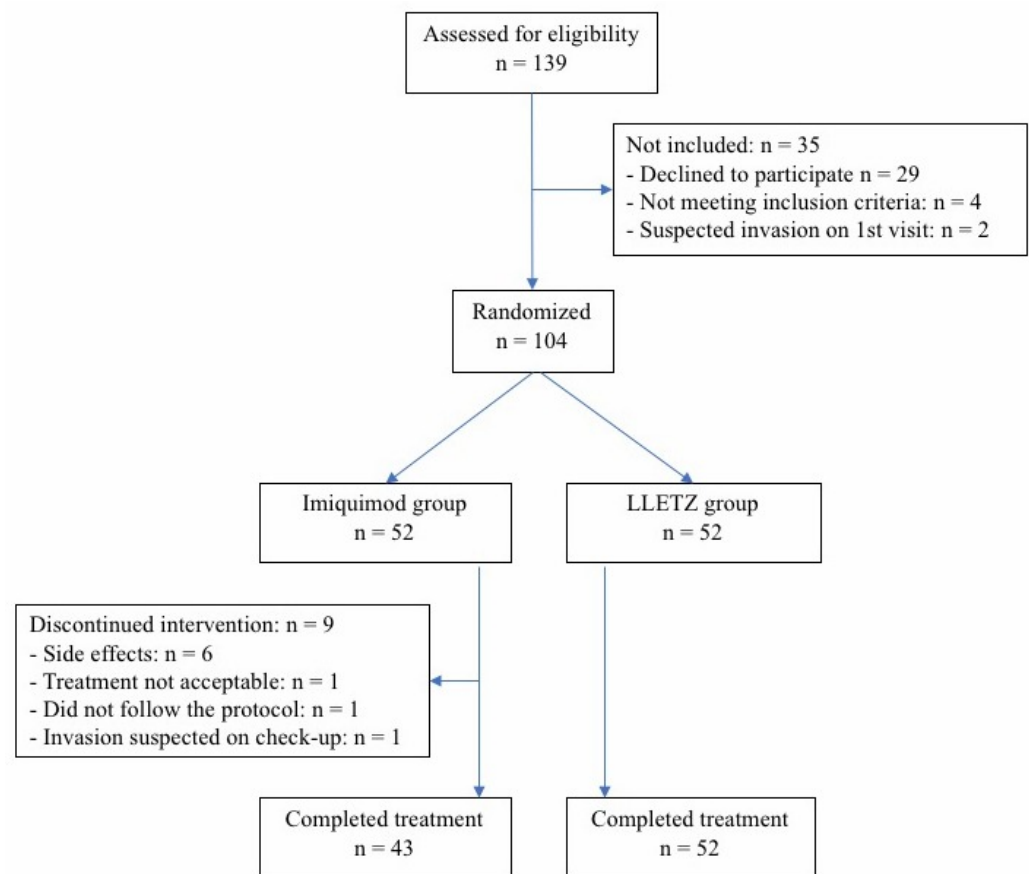 Assessed for eligibility
n = 139
Not included: n = 35
- Declined to participate n = 29
- Not meeting inclusion criteria: n = 4
- Suspected invasion on 1st visit: n = 2
Randomized
n = 104
Imiquimod group
n = 52
LLETZ group
n = 52
Discontinued intervention: n = 9
- Side effects: n = 6
- Treatment not acceptable: n = 1
- Did not follow the protocol: n = 1
- Invasion suspected on check-up: n = 1
Completed treatment
n = 43
Completed treatment
n = 52